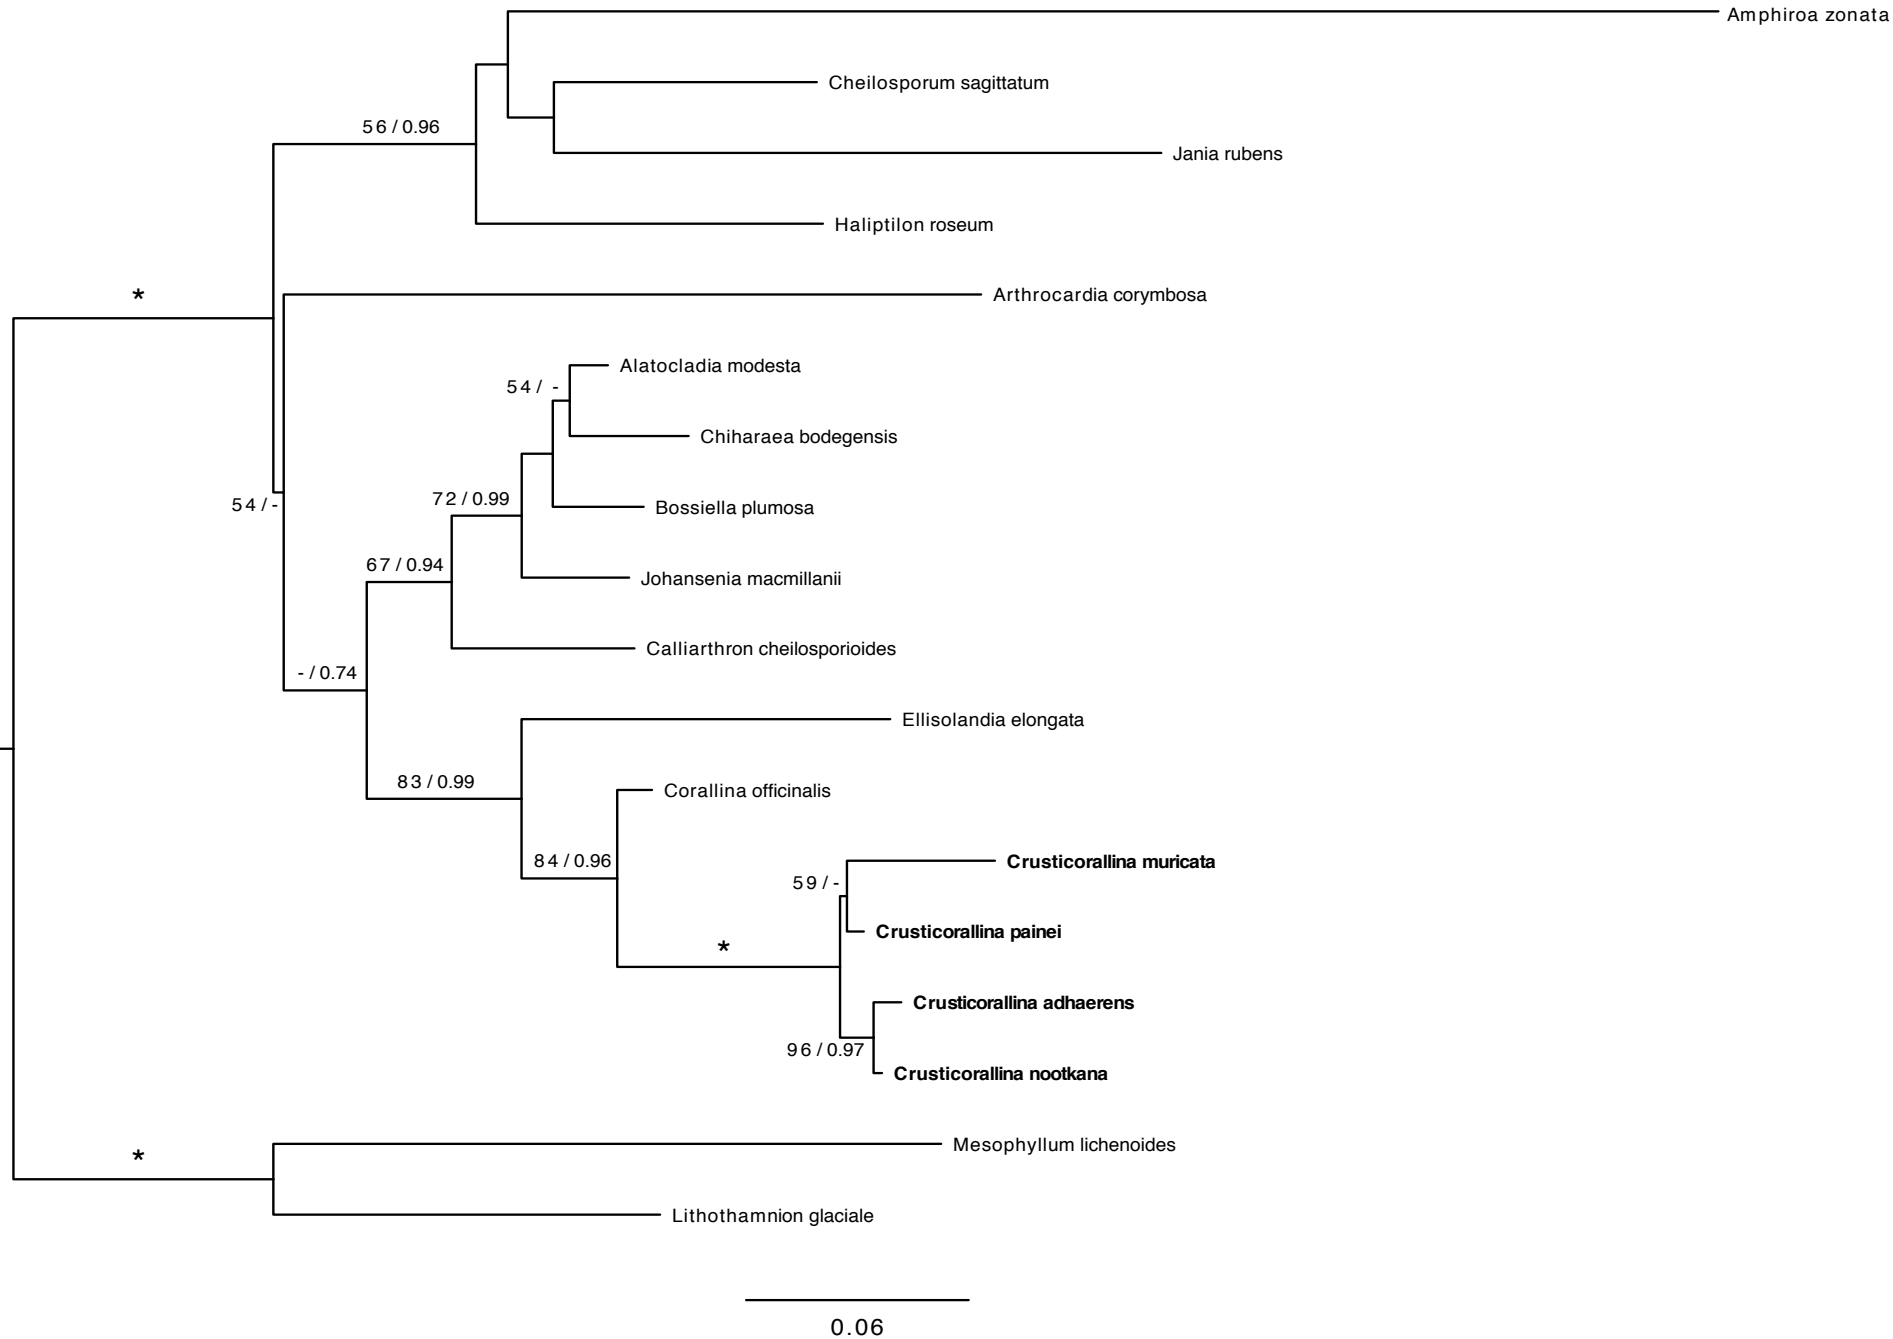 Amphiroa zonata
Cheilosporum sagittatum
56 / 0.96
Jania rubens
Haliptilon roseum
*
Arthrocardia corymbosa
Alatocladia modesta
54 / -
Chiharaea bodegensis
72 / 0.99
54 / -
Bossiella plumosa
67 / 0.94
Johansenia macmillanii
Calliarthron cheilosporioides
- / 0.74
Ellisolandia elongata
83 / 0.99
Corallina officinalis
84 / 0.96
Crusticorallina muricata
59 / -
Crusticorallina painei
*
Crusticorallina adhaerens
96 / 0.97
Crusticorallina nootkana
*
Mesophyllum lichenoides
Lithothamnion glaciale
0.06